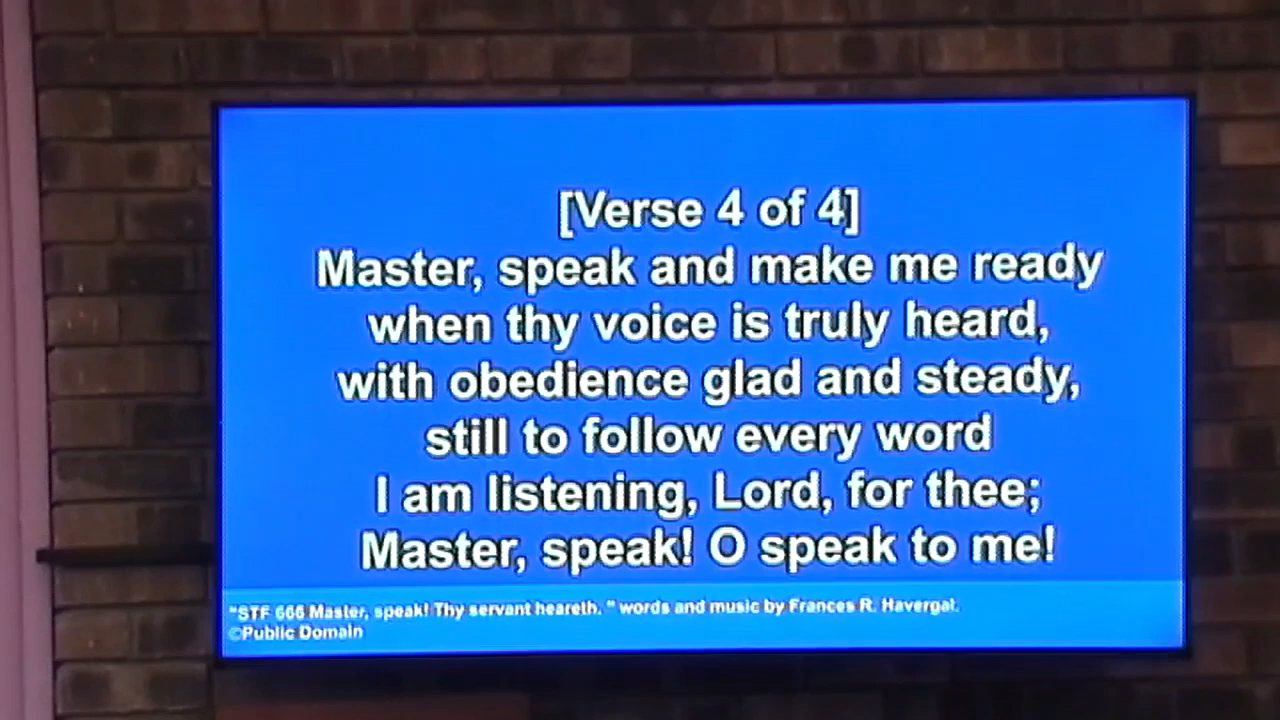 [Verse 4 of 4]
Master, speak and make me ready
when thy voice is truly heard,
with obedience glad and steady,
still to follow every word
I am listening, Lord, for thee;
Master, speak! O speak to me!
"STF 666 Master, speak! Thy servant heareth. " words and music by Frances R. Havergal.
©Public Domain